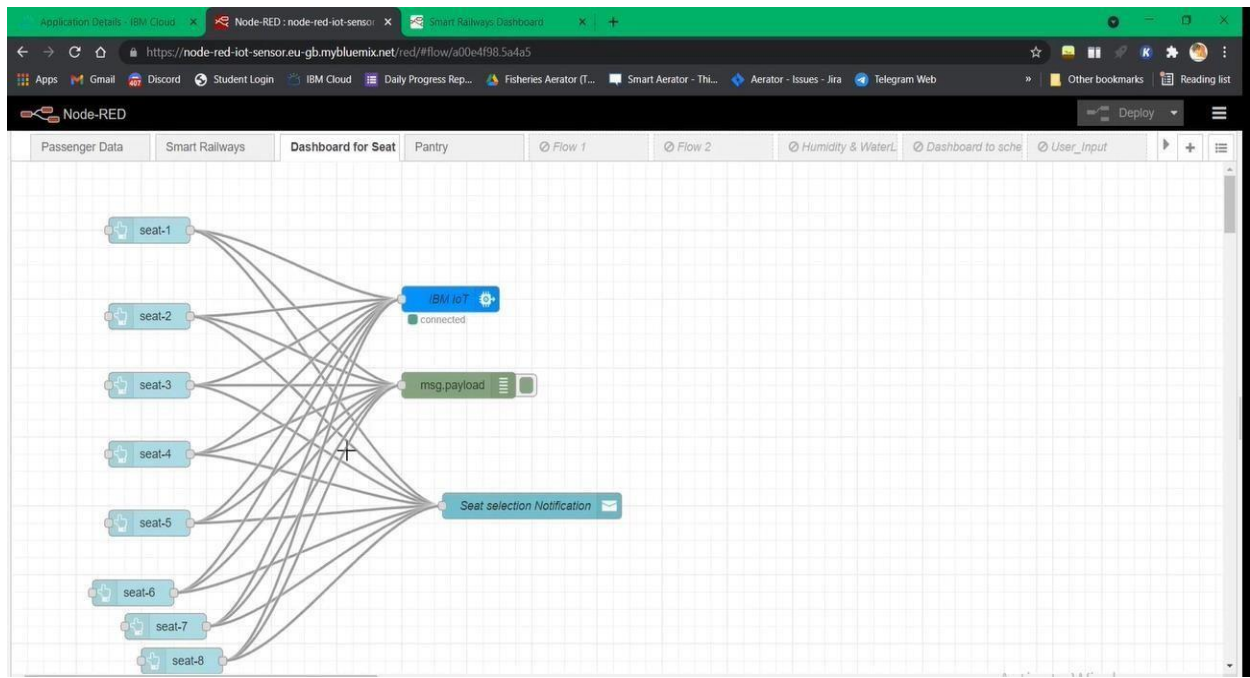 Application Details - IBM Cloud
Node-RED : node-red-iot-sensor
Smart Railways Dashboard
https://node-red-iot-sensor.eu-gb.mybluemix.net/red/#flow/a00e4f98.5a4a5
K
Apps
Gmail
407
Discord
Student Login
IBM Cloud
Daily Progress Rep...
Fisheries Aerator (T...
Smart Aerator - Thi...
Aerator - Issues - Jira
Telegram Web
»
Other bookmarks
Reading list
Node-RED
Deploy
Passenger Data
Smart Railways
Dashboard for Seat
Pantry
Flow 1
Flow 2
Humidity & WaterL
Dashboard to sche
User_Input
seat-1
IBM IoT
seat-2
connected
seat-3
msg.payload
seat-4
Seat selection Notification
seat-5
seat-6
seat-7
seat-8